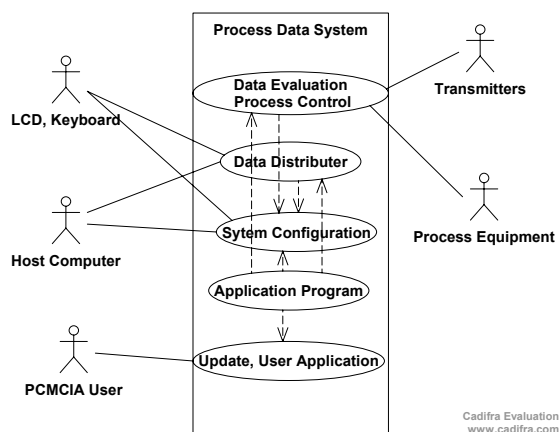 Process Data System
Data Evaluation
Process Control
Transmitters
LCD, Keyboard
Data Distributer
Sytem Configuration
Process Equipment
Host Computer
Application Program
Update, User Application
PCMCIA User
Cadifra Evaluation
www.cadifra.com